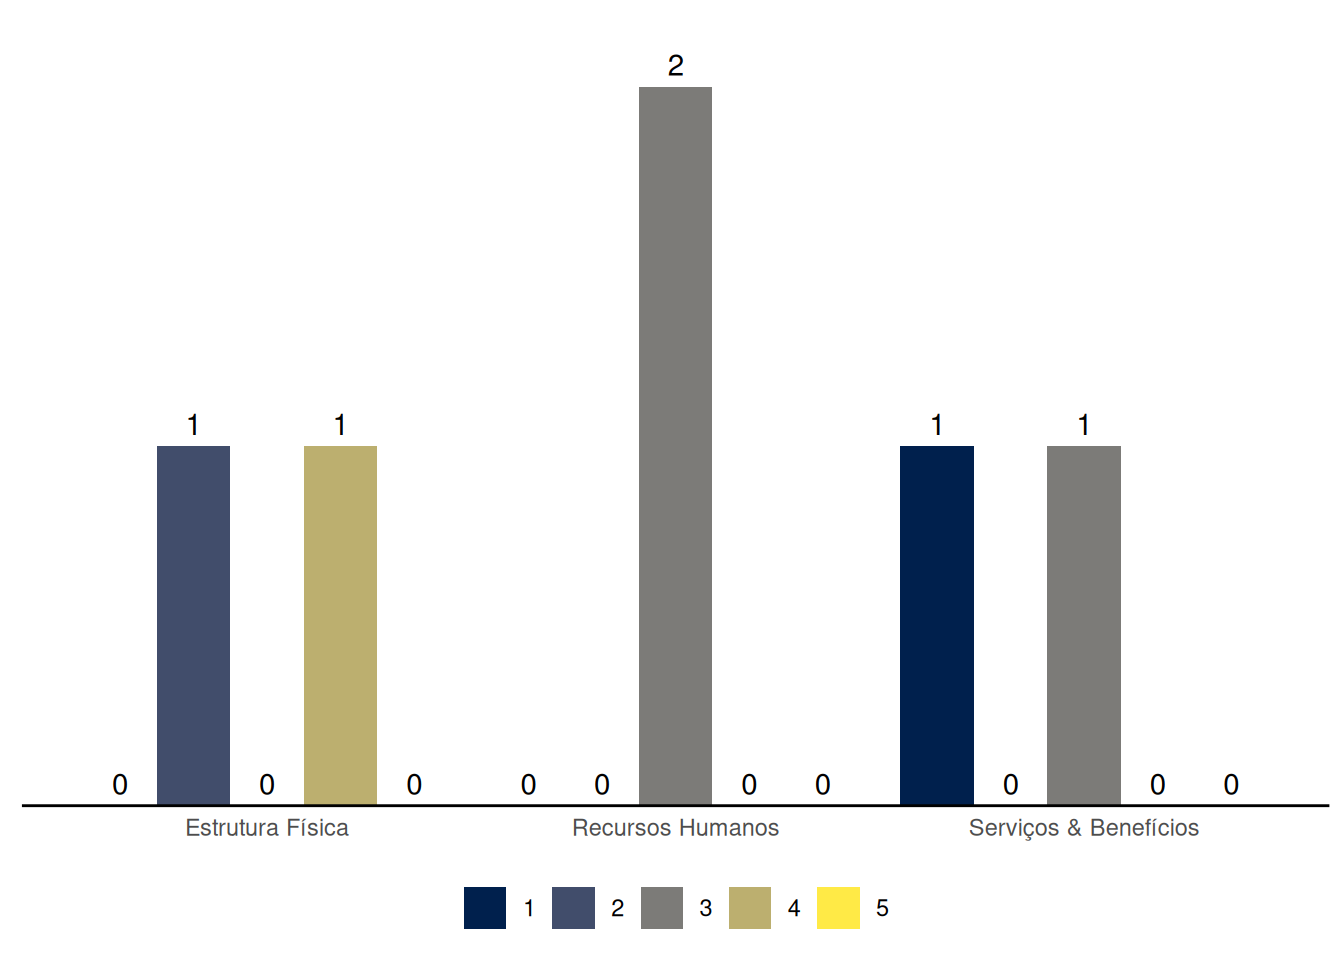 2
1 1 1 1
0 0 0 0 0 0 0 0 0 0
Estrutura Física Recursos Humanos Serviços & Benefícios
1 2 3 4 5